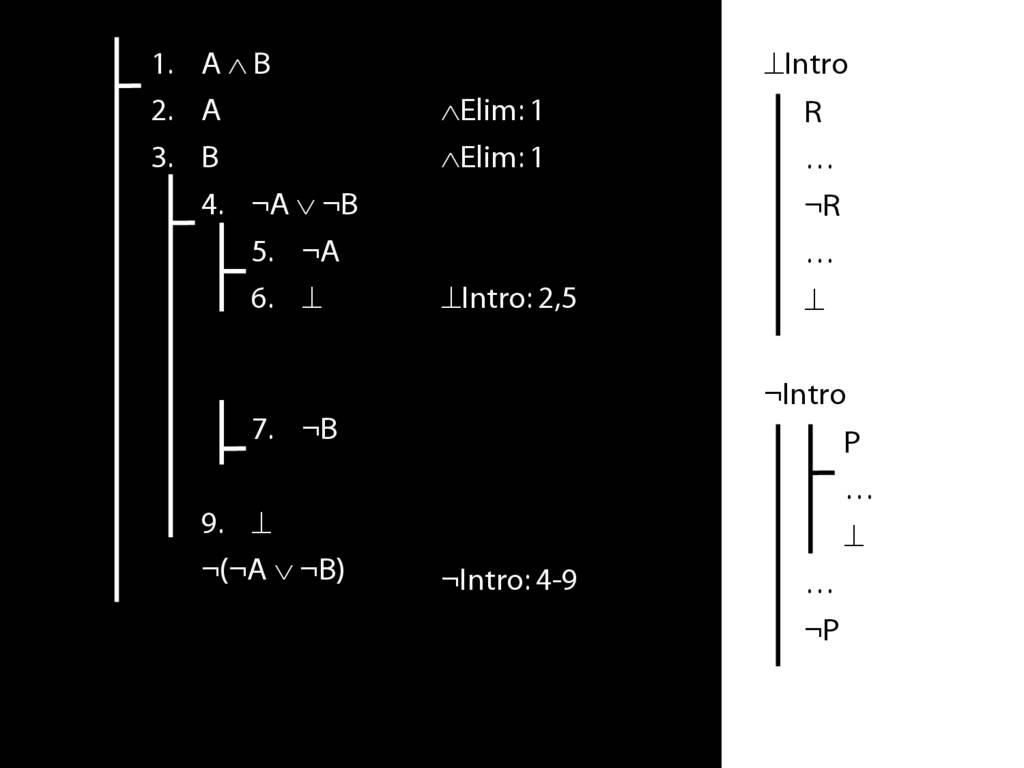 1. A ∧ B
2. A ∧Elim: 1
3. B ∧Elim: 1
4. ¬A ∨ ¬B
5. ¬A
6. ⊥ ⊥Intro: 2,5
7. ¬B
9. ⊥
¬(¬A ∨ ¬B) ¬Intro: 4-9
⊥Intro
R
…
¬R
…
⊥
¬Intro
P
…
⊥
…
¬P